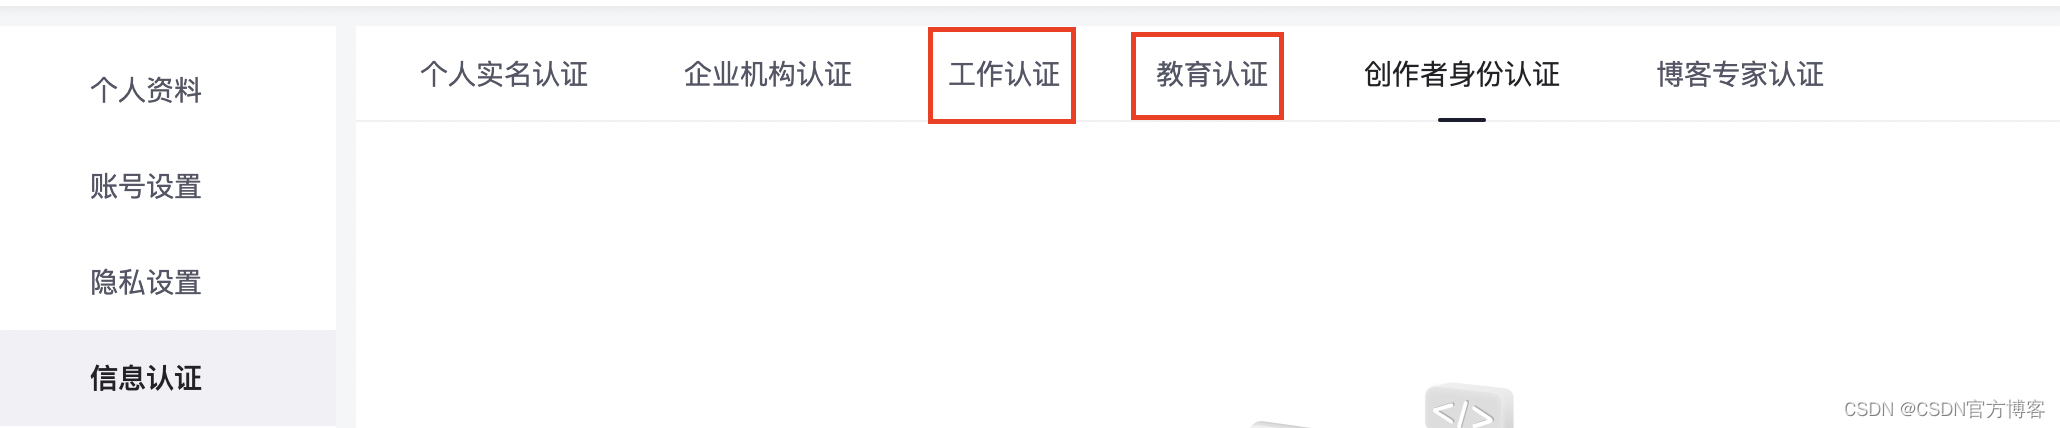 个人资料
账号设置
隐私设置
信息认证
个人实名认证 企业机构认证 工作认证 教育认证 创作者身份认证 博客专家认证
</>
CSDN @CSDN官方博客